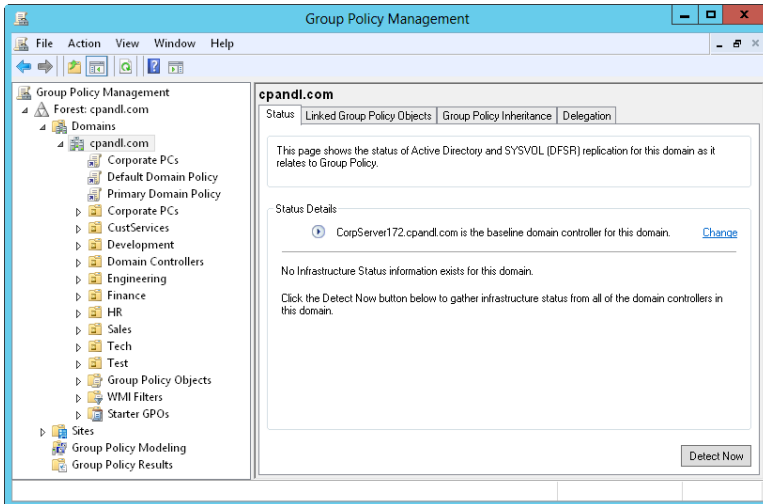 Group Policy Management
File Action View Window Help
Group Policy Management
Forest: cpandl.com
Domains
cpandl.com
Corporate PCs
Default Domain Policy
Primary Domain Policy
Corporate PCs
CustServices
Development
Domain Controllers
Engineering
Finance
HR
Sales
Tech
Test
Group Policy Objects
WMI Filters
Starter GPOs
Sites
Group Policy Modeling
Group Policy Results
cpandl.com
Status Linked Group Policy Objects Group Policy Inheritance Delegation
This page shows the status of Active Directory and SYSVOL (DFSR) replication for this domain as it
relates to Group Policy.
Status Details
CorpServer172.cpandl.com is the baseline domain controller for this domain. Change
No Infrastructure Status information exists for this domain.
Click the Detect Now button below to gather infrastructure status from all of the domain controllers in
this domain.
Detect Now